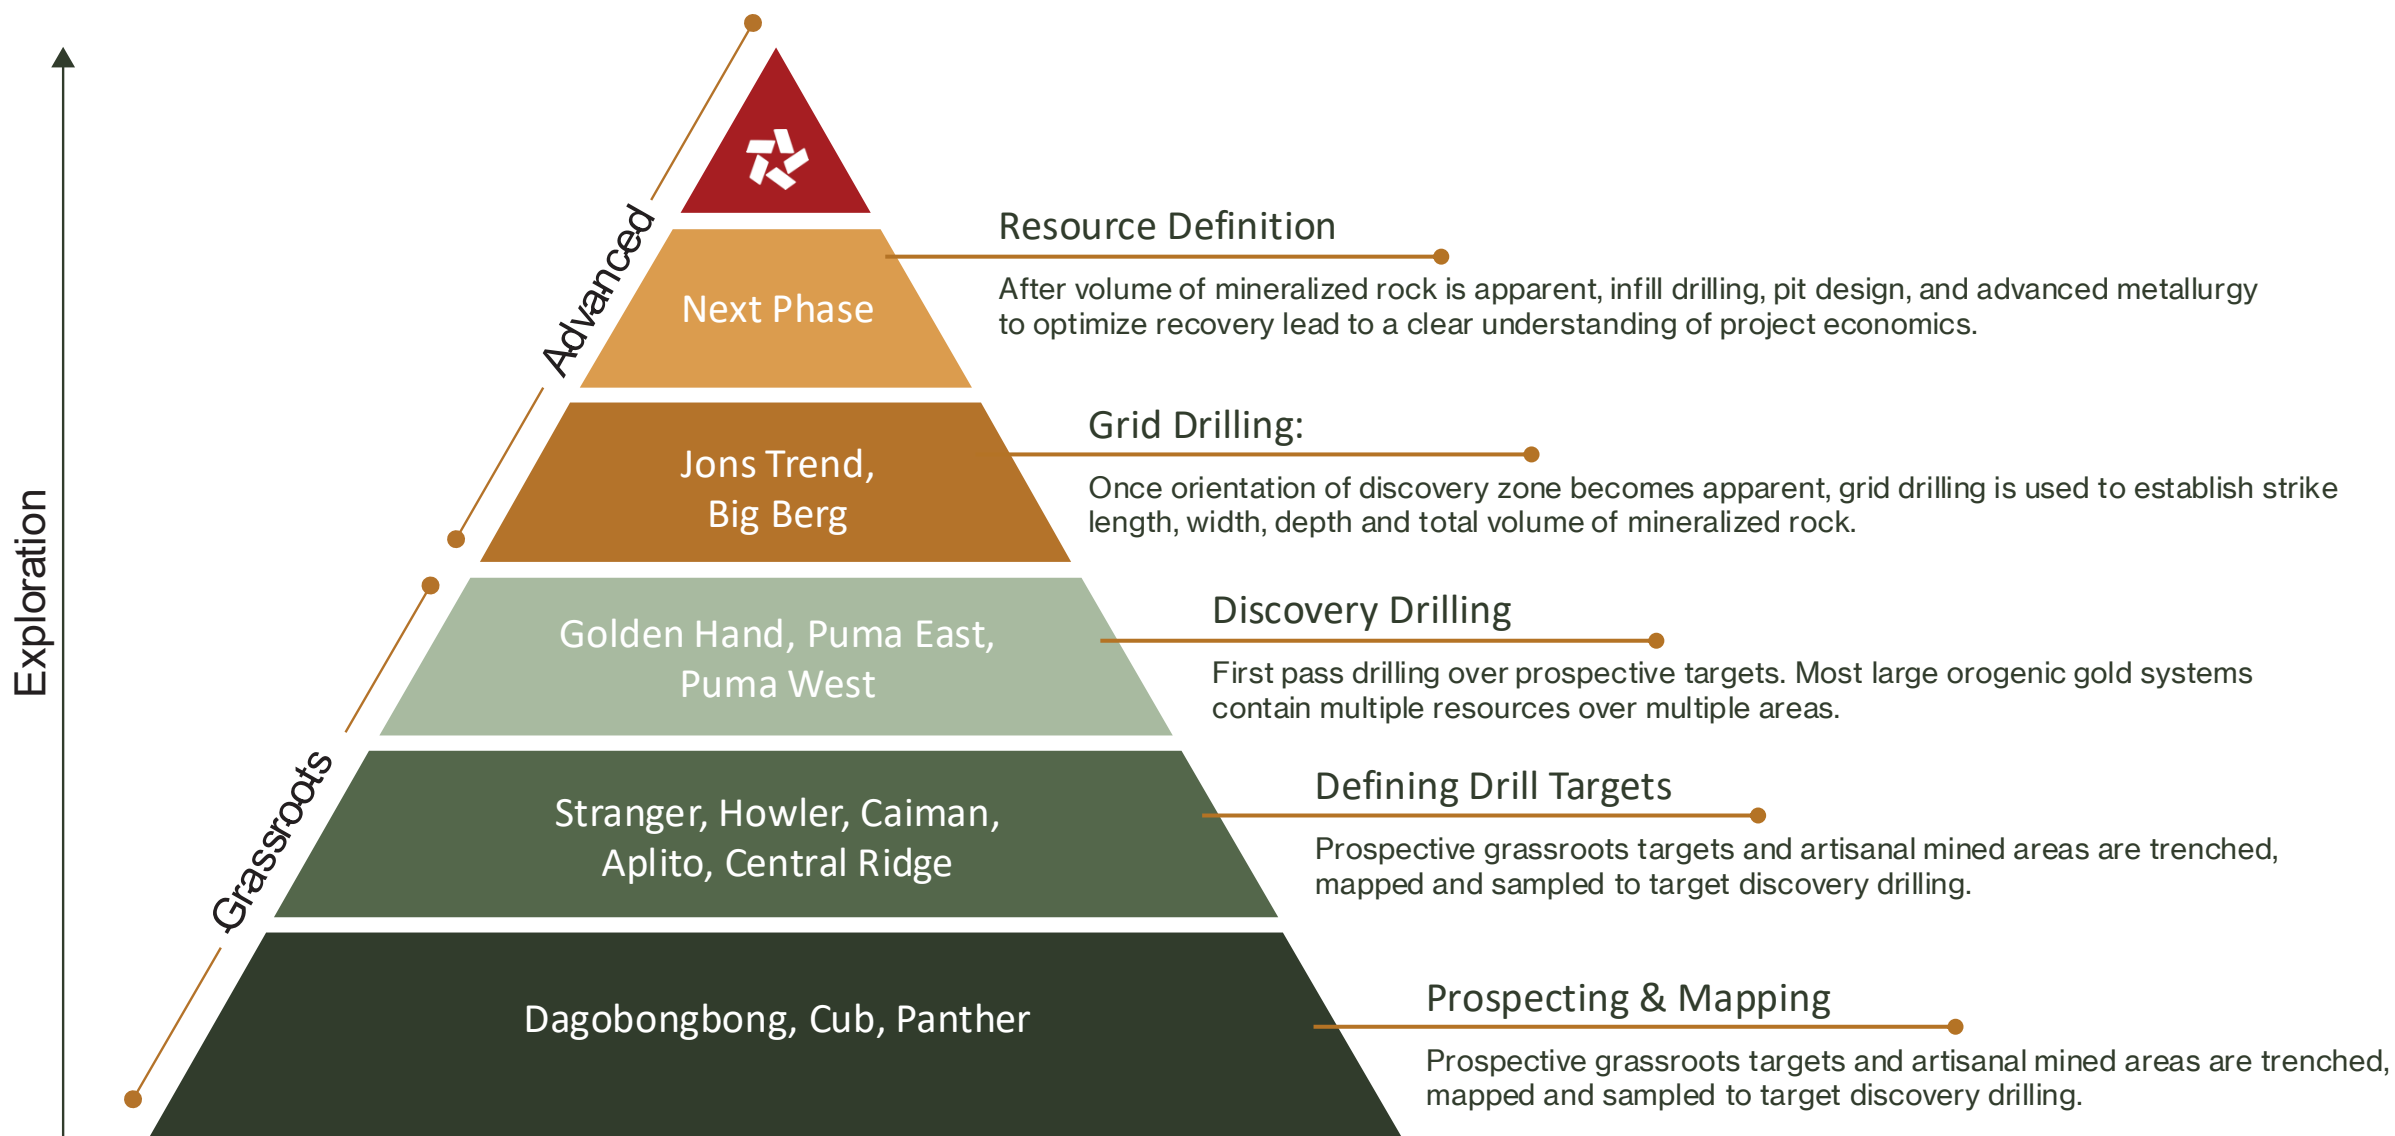 Exploration
Advanced
Grassroots
Resource Definition
Next Phase
After volume of mineralized rock is apparent, infill drilling, pit design, and advanced metallurgy
to optimize recovery lead to a clear understanding of project economics.
Grid Drilling:
Jons Trend,
Big Berg
Once orientation of discovery zone becomes apparent, grid drilling is used to establish strike
length, width, depth and total volume of mineralized rock.
Discovery Drilling
Golden Hand, Puma East,
Puma West
First pass drilling over prospective targets. Most large orogenic gold systems
contain multiple resources over multiple areas.
Defining Drill Targets
Stranger, Howler, Caiman,
Aplito, Central Ridge
Prospective grassroots targets and artisanal mined areas are trenched,
mapped and sampled to target discovery drilling.
Prospecting & Mapping
Dagobongbong, Cub, Panther
Prospective grassroots targets and artisanal mined areas are trenched,
mapped and sampled to target discovery drilling.